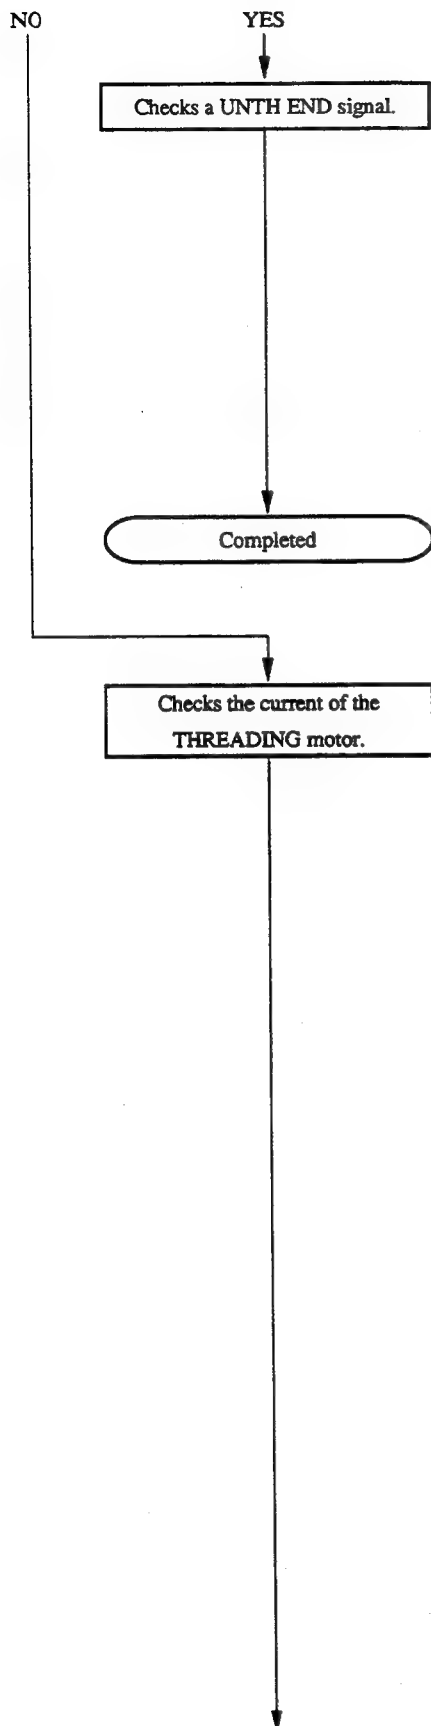 NO YES
Checks a UNTH END signal.
Completed
Checks the current of the
THREADING motor.